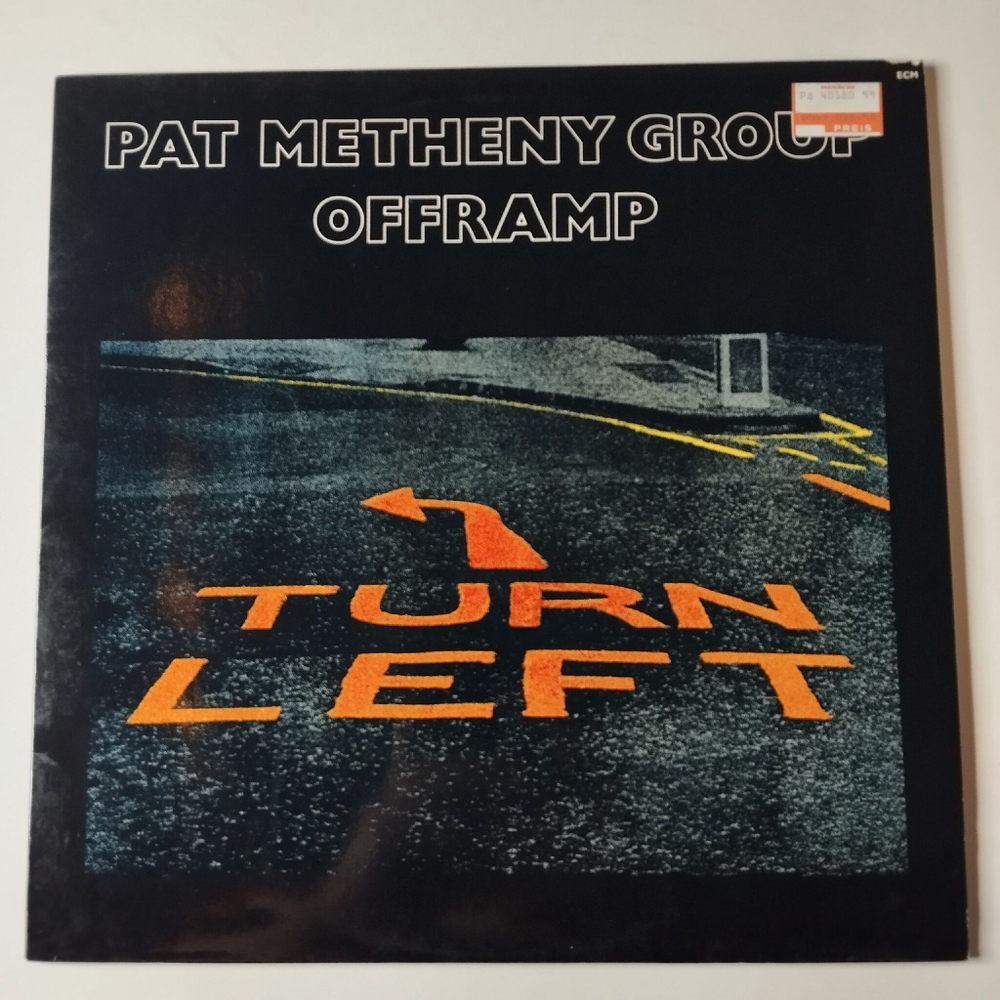 ECM
PAT METHENY GROUP
PREIS
OFFRAMP
TURN
LEFT